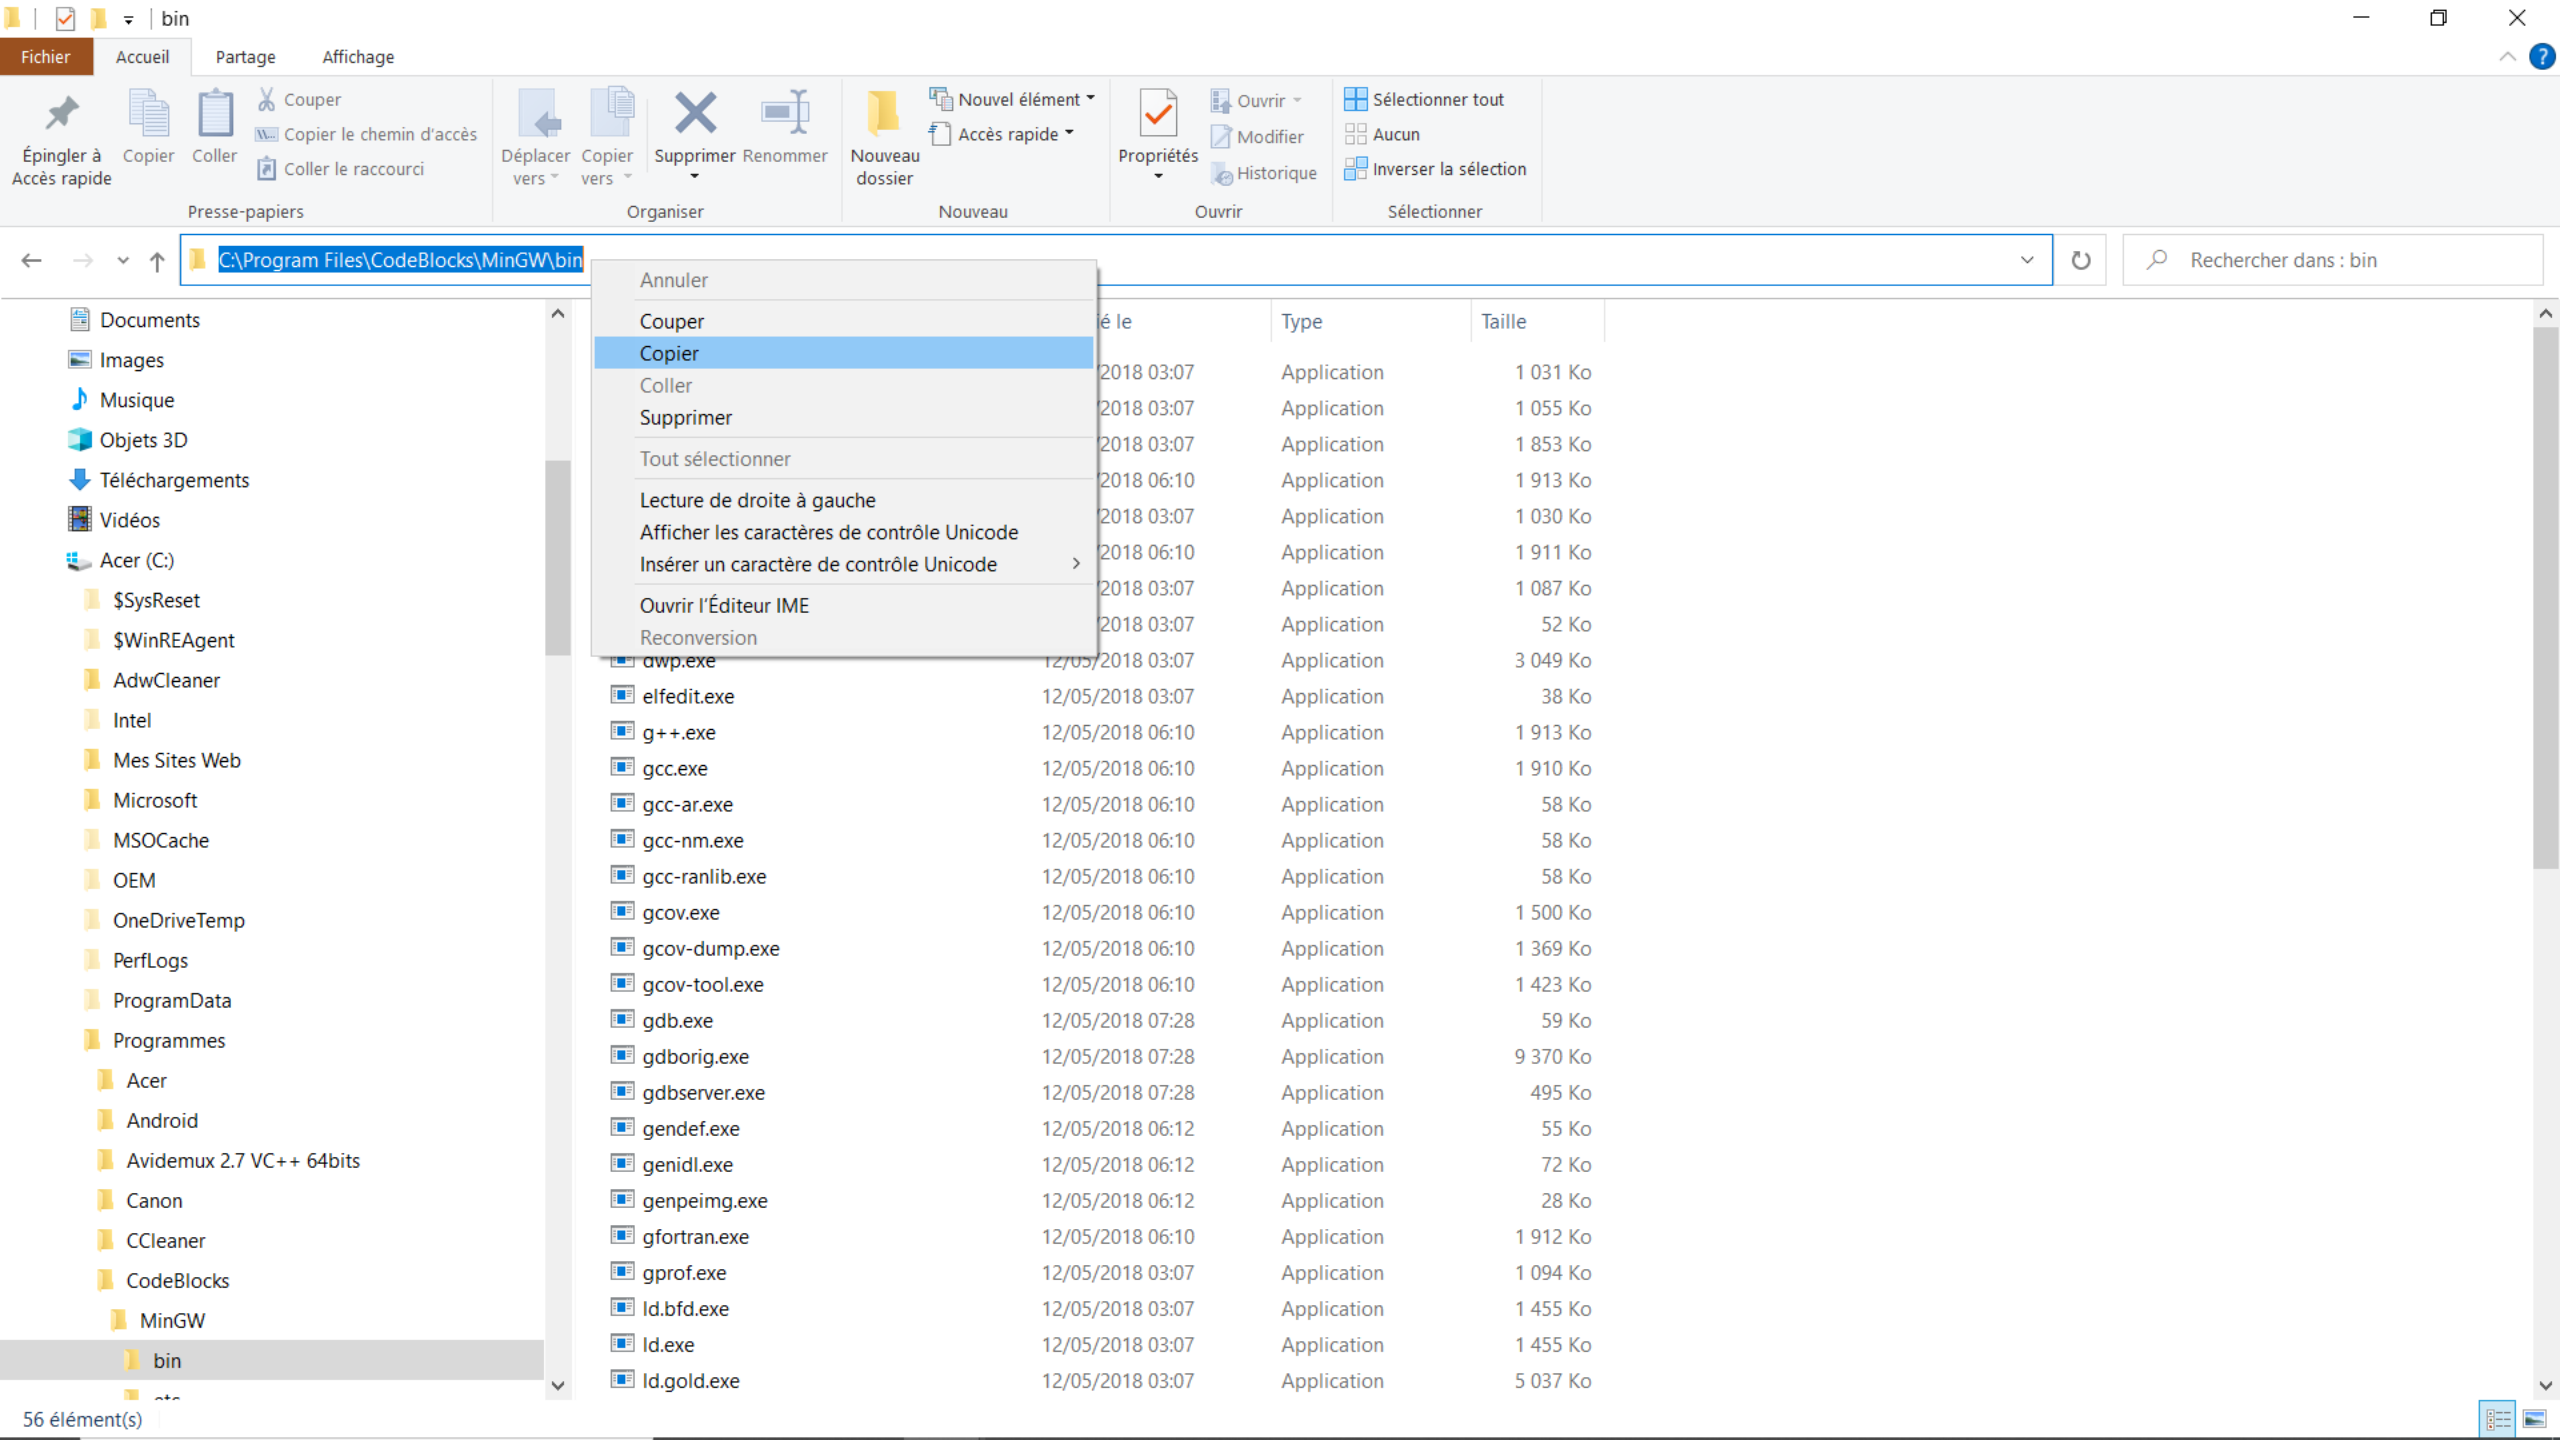 bin
Fichier Accueil Partage Affichage
Épingler à Accès rapide
Copier
Coller
Couper
Copier le chemin d'accès
Coller le raccourci
Presse-papiers
Déplacer vers
Copier vers
Supprimer
Renommer
Organiser
Nouveau dossier
Nouvel élément
Accès rapide
Nouveau
Propriétés
Ouvrir
Modifier
Historique
Ouvrir
Sélectionner tout
Aucun
Inverser la sélection
Sélectionner
C:\Program Files\CodeBlocks\MinGW\bin
Rechercher dans : bin
Documents
Images
Musique
Objets 3D
Téléchargements
Vidéos
Acer (C:)
$SysReset
$WinREAgent
AdwCleaner
Intel
Mes Sites Web
Microsoft
MSOCache
OEM
OneDriveTemp
PerfLogs
ProgramData
Programmes
Acer
Android
Avidemux 2.7 VC++ 64bits
Canon
CCleaner
CodeBlocks
MinGW
bin
Annuler
Couper
Copier
Coller
Supprimer
Tout sélectionner
Lecture de droite à gauche
Afficher les caractères de contrôle Unicode
Insérer un caractère de contrôle Unicode
Ouvrir l'Éditeur IME
Reconversion
é le Type Taille
2018 03:07 Application 1 031 Ko
2018 03:07 Application 1 055 Ko
2018 03:07 Application 1 853 Ko
2018 06:10 Application 1 913 Ko
2018 03:07 Application 1 030 Ko
2018 06:10 Application 1 911 Ko
2018 03:07 Application 1 087 Ko
2018 03:07 Application 52 Ko
dwp.exe 12/05/2018 03:07 Application 3 049 Ko
elfedit.exe 12/05/2018 03:07 Application 38 Ko
g++.exe 12/05/2018 06:10 Application 1 913 Ko
gcc.exe 12/05/2018 06:10 Application 1 910 Ko
gcc-ar.exe 12/05/2018 06:10 Application 58 Ko
gcc-nm.exe 12/05/2018 06:10 Application 58 Ko
gcc-ranlib.exe 12/05/2018 06:10 Application 58 Ko
gcov.exe 12/05/2018 06:10 Application 1 500 Ko
gcov-dump.exe 12/05/2018 06:10 Application 1 369 Ko
gcov-tool.exe 12/05/2018 06:10 Application 1 423 Ko
gdb.exe 12/05/2018 07:28 Application 59 Ko
gdborig.exe 12/05/2018 07:28 Application 9 370 Ko
gdbserver.exe 12/05/2018 07:28 Application 495 Ko
gendef.exe 12/05/2018 06:12 Application 55 Ko
genidl.exe 12/05/2018 06:12 Application 72 Ko
genpeimg.exe 12/05/2018 06:12 Application 28 Ko
gfortran.exe 12/05/2018 06:10 Application 1 912 Ko
gprof.exe 12/05/2018 03:07 Application 1 094 Ko
ld.bfd.exe 12/05/2018 03:07 Application 1 455 Ko
ld.exe 12/05/2018 03:07 Application 1 455 Ko
ld.gold.exe 12/05/2018 03:07 Application 5 037 Ko
56 élément(s)